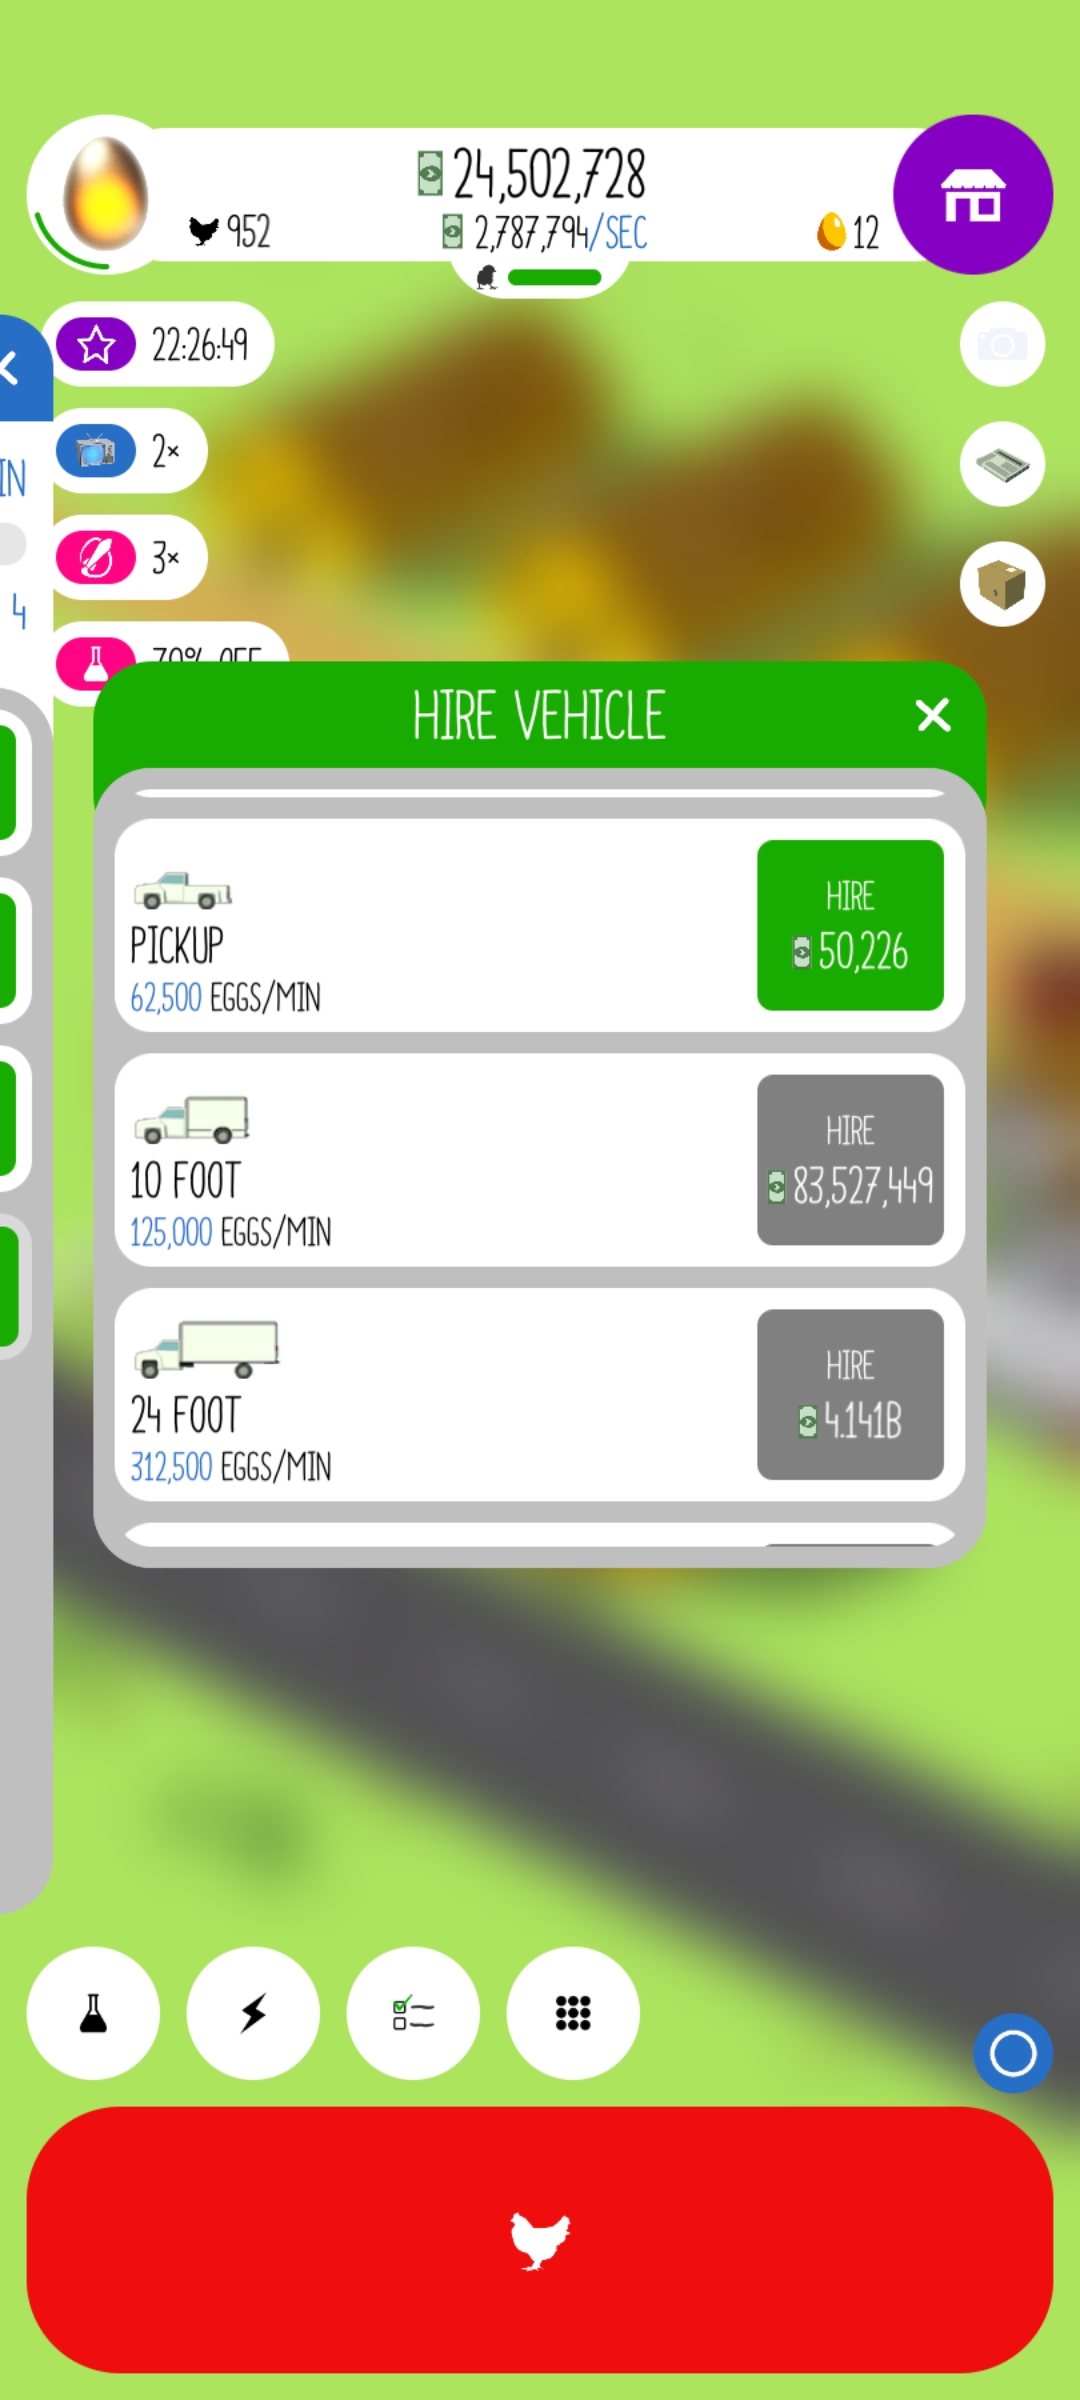 24,502,728
952
2,787,794/SEC
12
22:26:49
2×
IN
3×
4
70% OFF
HIRE VEHICLE
PICKUP
62,500 EGGS/MIN
HIRE
50,226
10 FOOT
125,000 EGGS/MIN
HIRE
83,527,449
24 FOOT
312,500 EGGS/MIN
HIRE
4.141B